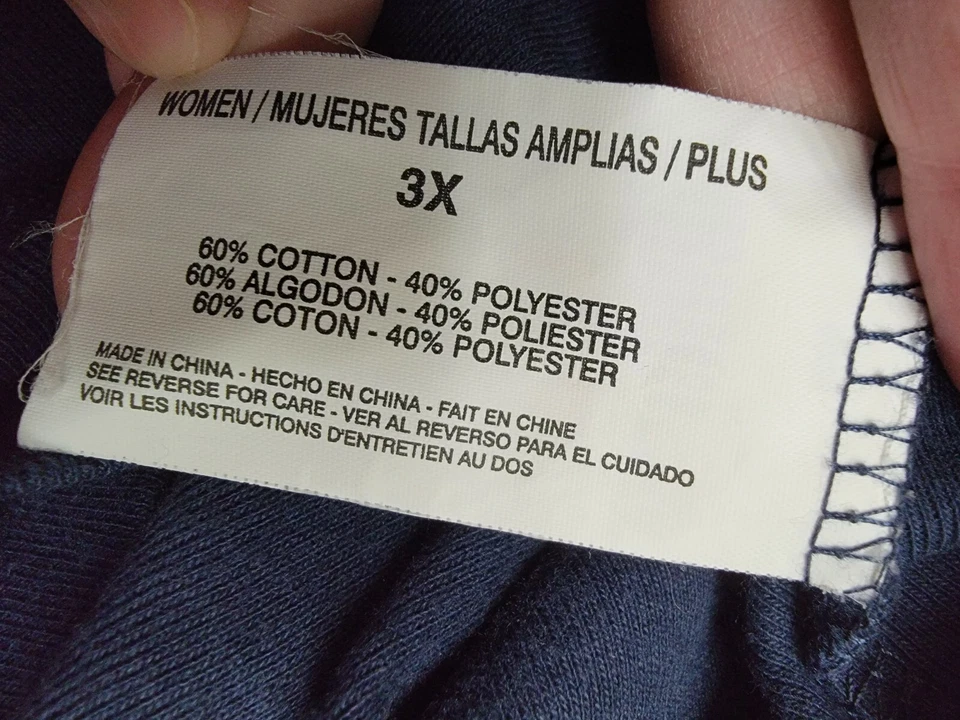 WOMEN / MUJERES TALLAS AMPLIAS / PLUS
3X
60% COTTON - 40% POLYESTER
60% ALGODON - 40% POLIESTER
60% COTON - 40% POLYESTER
MADE IN CHINA - HECHO EN CHINA - FAIT EN CHINE
SEE REVERSE FOR CARE - VER AL REVERSO PARA EL CUIDADO
VOIR LES INSTRUCTIONS D'ENTRETIEN AU DOS